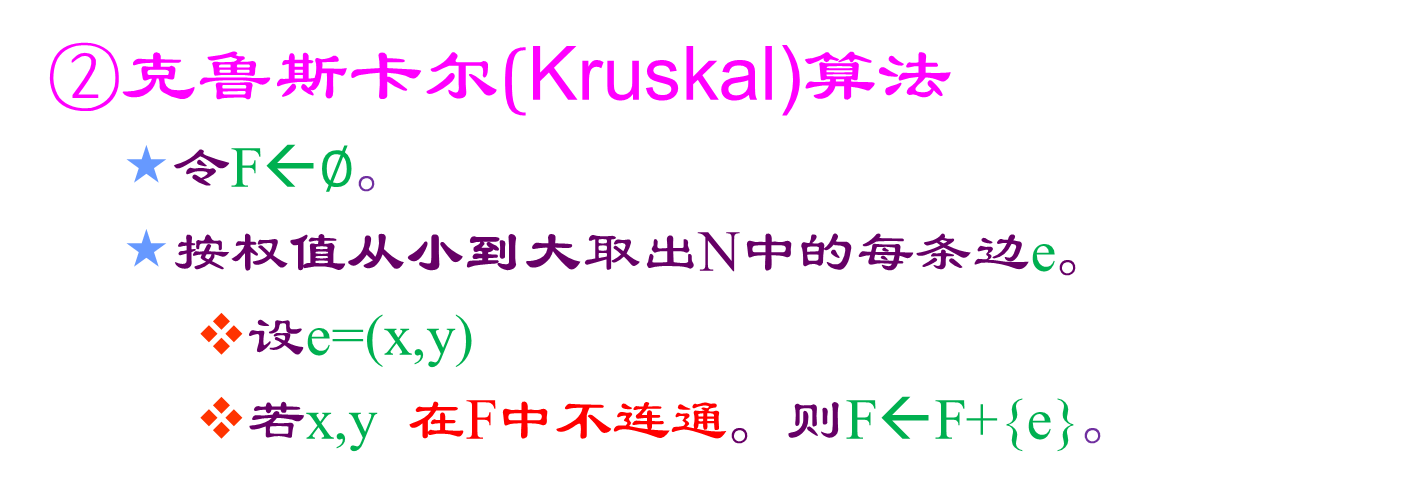 ②克鲁斯卡尔(Kruskal)算法
★令F←∅。
★按权值从小到大取出N中的每条边e。
❖设e=(x,y)
❖若x,y 在F中不连通。则F←F+{e}。